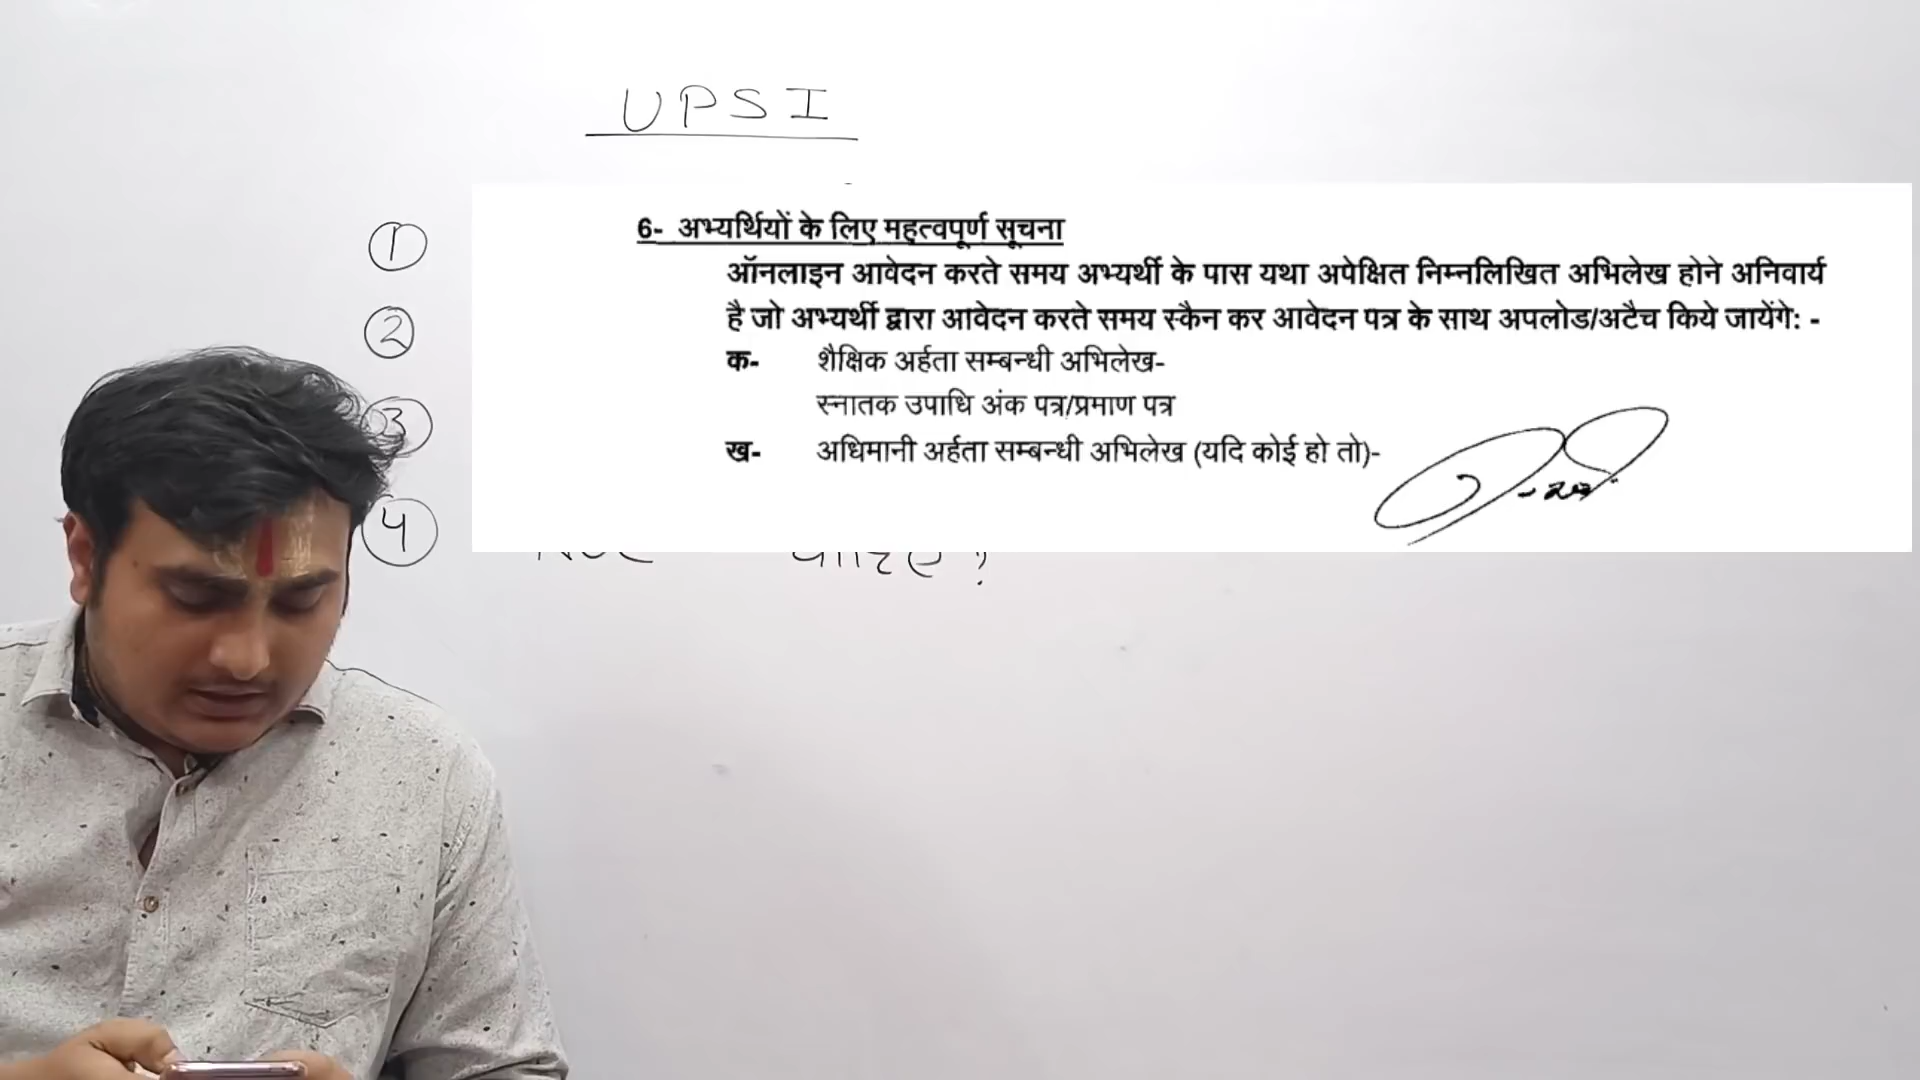 UPSI
6- अभ्यर्थियों के लिए महत्वपूर्ण सूचना
① ऑनलाइन आवेदन करते समय अभ्यर्थी के पास यथा अपेक्षित निम्नलिखित अभिलेख होने अनिवार्य
② है जो अभ्यर्थी द्वारा आवेदन करते समय स्कैन कर आवेदन पत्र के साथ अपलोड/अटैच किये जायेंगे: -
क- शैक्षिक अर्हता सम्बन्धी अभिलेख-
③ स्नातक उपाधि अंक पत्र/प्रमाण पत्र
ख- अधिमानी अर्हता सम्बन्धी अभिलेख (यदि कोई हो तो)-
④